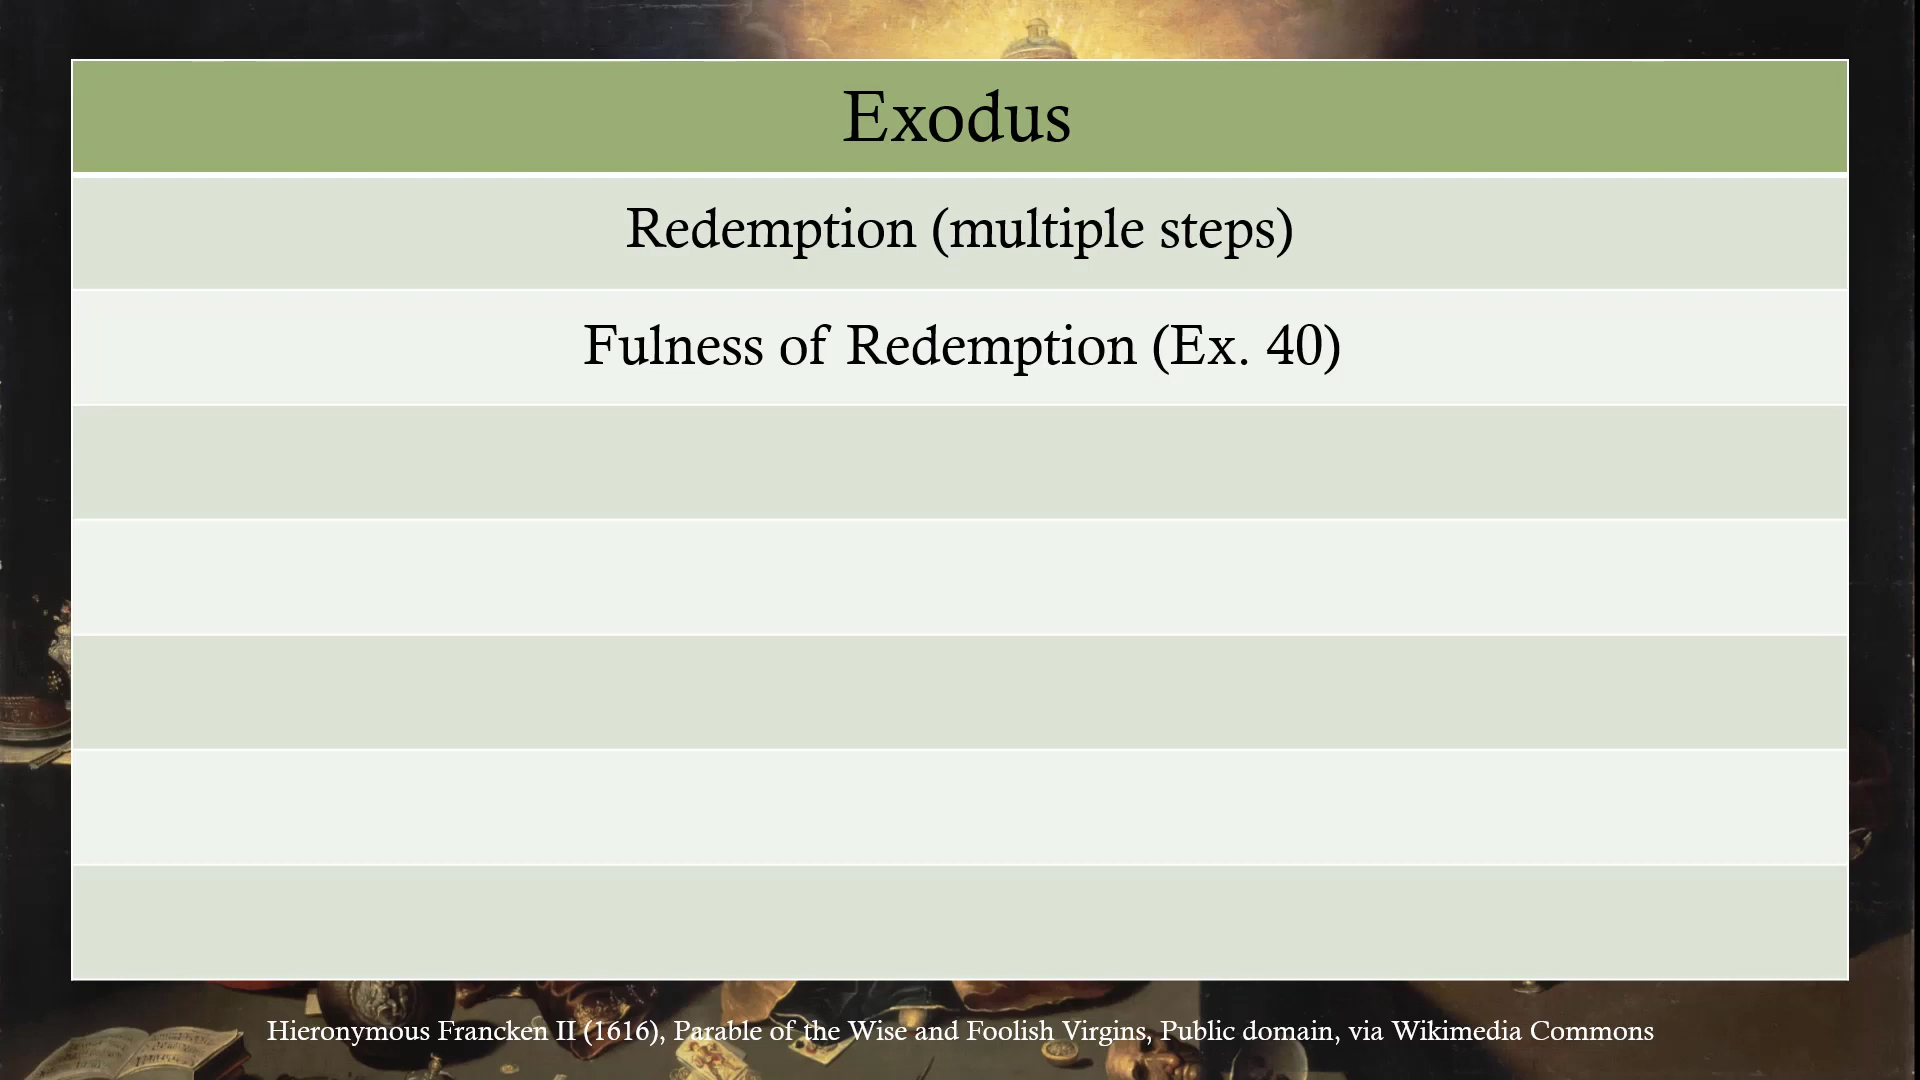 Exodus
Redemption (multiple steps)
Fulness of Redemption (Ex. 40)
Hieronymous Francken II (1616), Parable of the Wise and Foolish Virgins, Public domain, via Wikimedia Commons